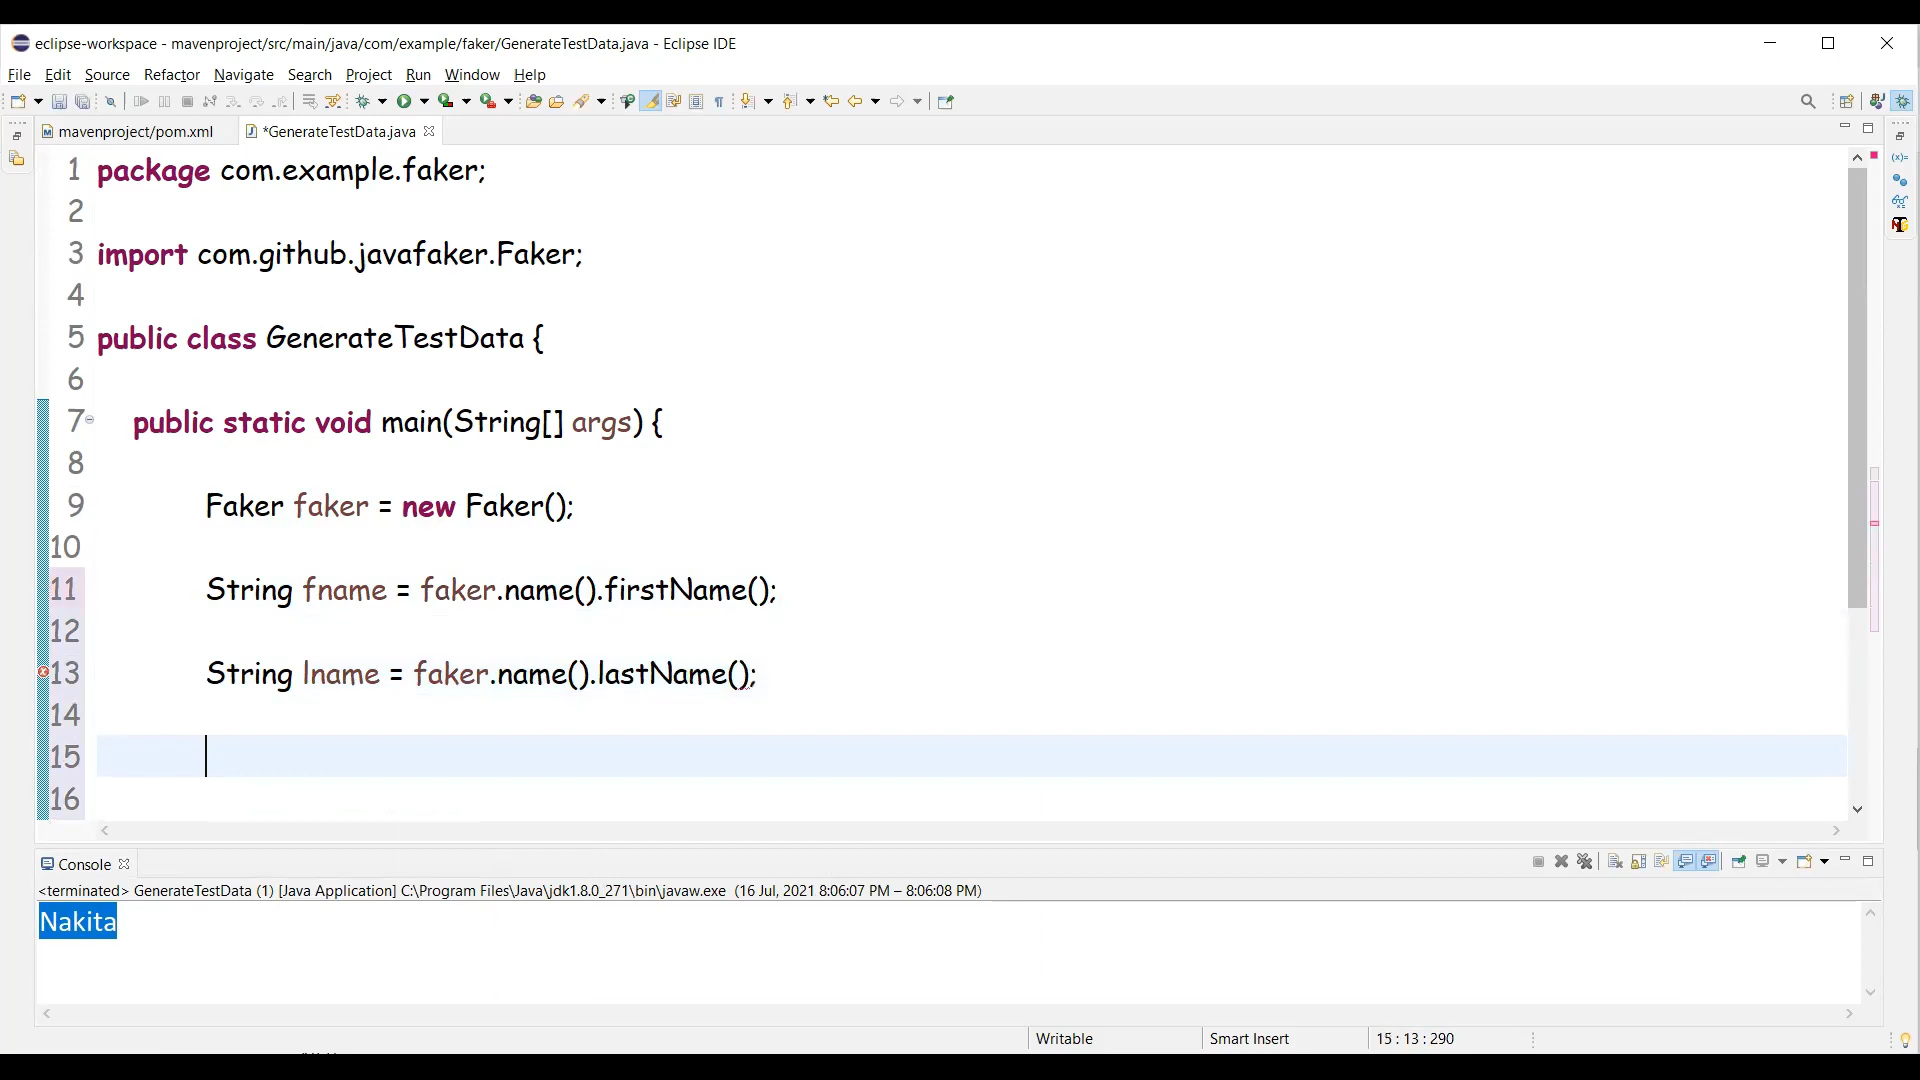 eclipse-workspace - mavenproject/src/main/java/com/example/faker/GenerateTestData.java - Eclipse IDE
File Edit Source Refactor Navigate Search Project Run Window Help
mavenproject/pom.xml *GenerateTestData.java
1 package com.example.faker;
2
3 import com.github.javafaker.Faker;
4
5 public class GenerateTestData {
6
7 public static void main(String[] args) {
8
9 Faker faker = new Faker();
10
11 String fname = faker.name().firstName();
12
13 String lname = faker.name().lastName();
14
15
16
Console
<terminated> GenerateTestData (1) [Java Application] C:\Program Files\Java\jdk1.8.0_271\bin\javaw.exe (16 Jul, 2021 8:06:07 PM – 8:06:08 PM)
Nakita
Writable Smart Insert 15 : 13 : 290